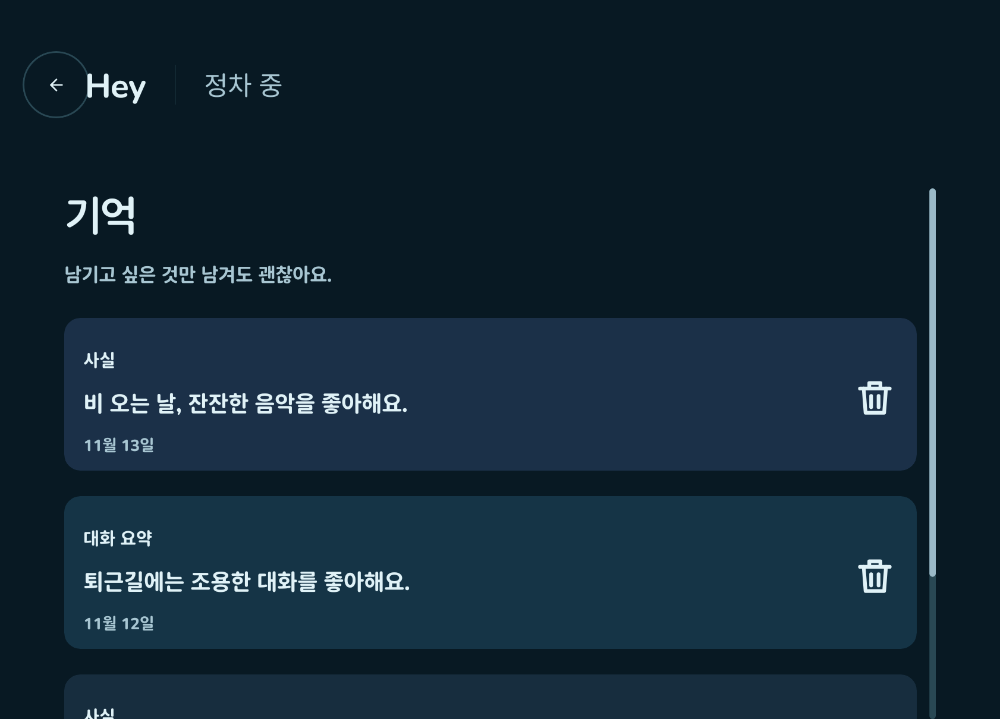 Hey
정차 중
기억
남기고 싶은 것만 남겨도 괜찮아요.
사실
비 오는 날, 잔잔한 음악을 좋아해요.
11월 13일
대화 요약
퇴근길에는 조용한 대화를 좋아해요.
11월 12일
사실